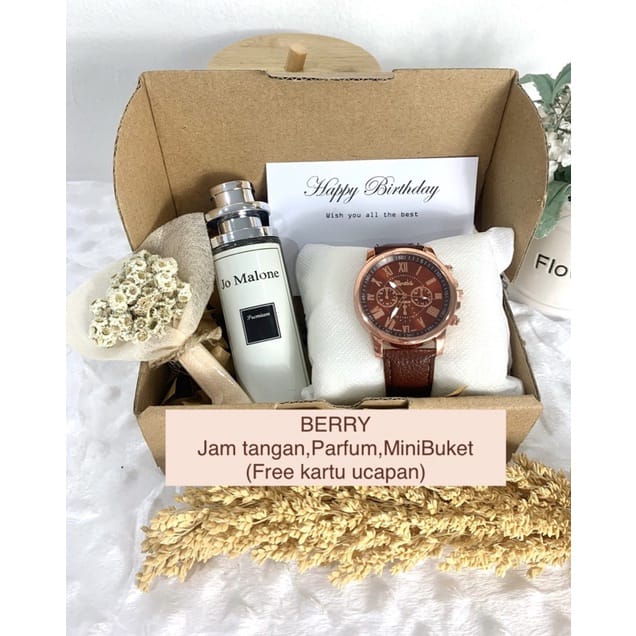 Happy Birthday
Wish you all the best
Jo Malone
Premium
Flo
BERRY
Jam tangan,Parfum,MiniBuket
(Free kartu ucapan)